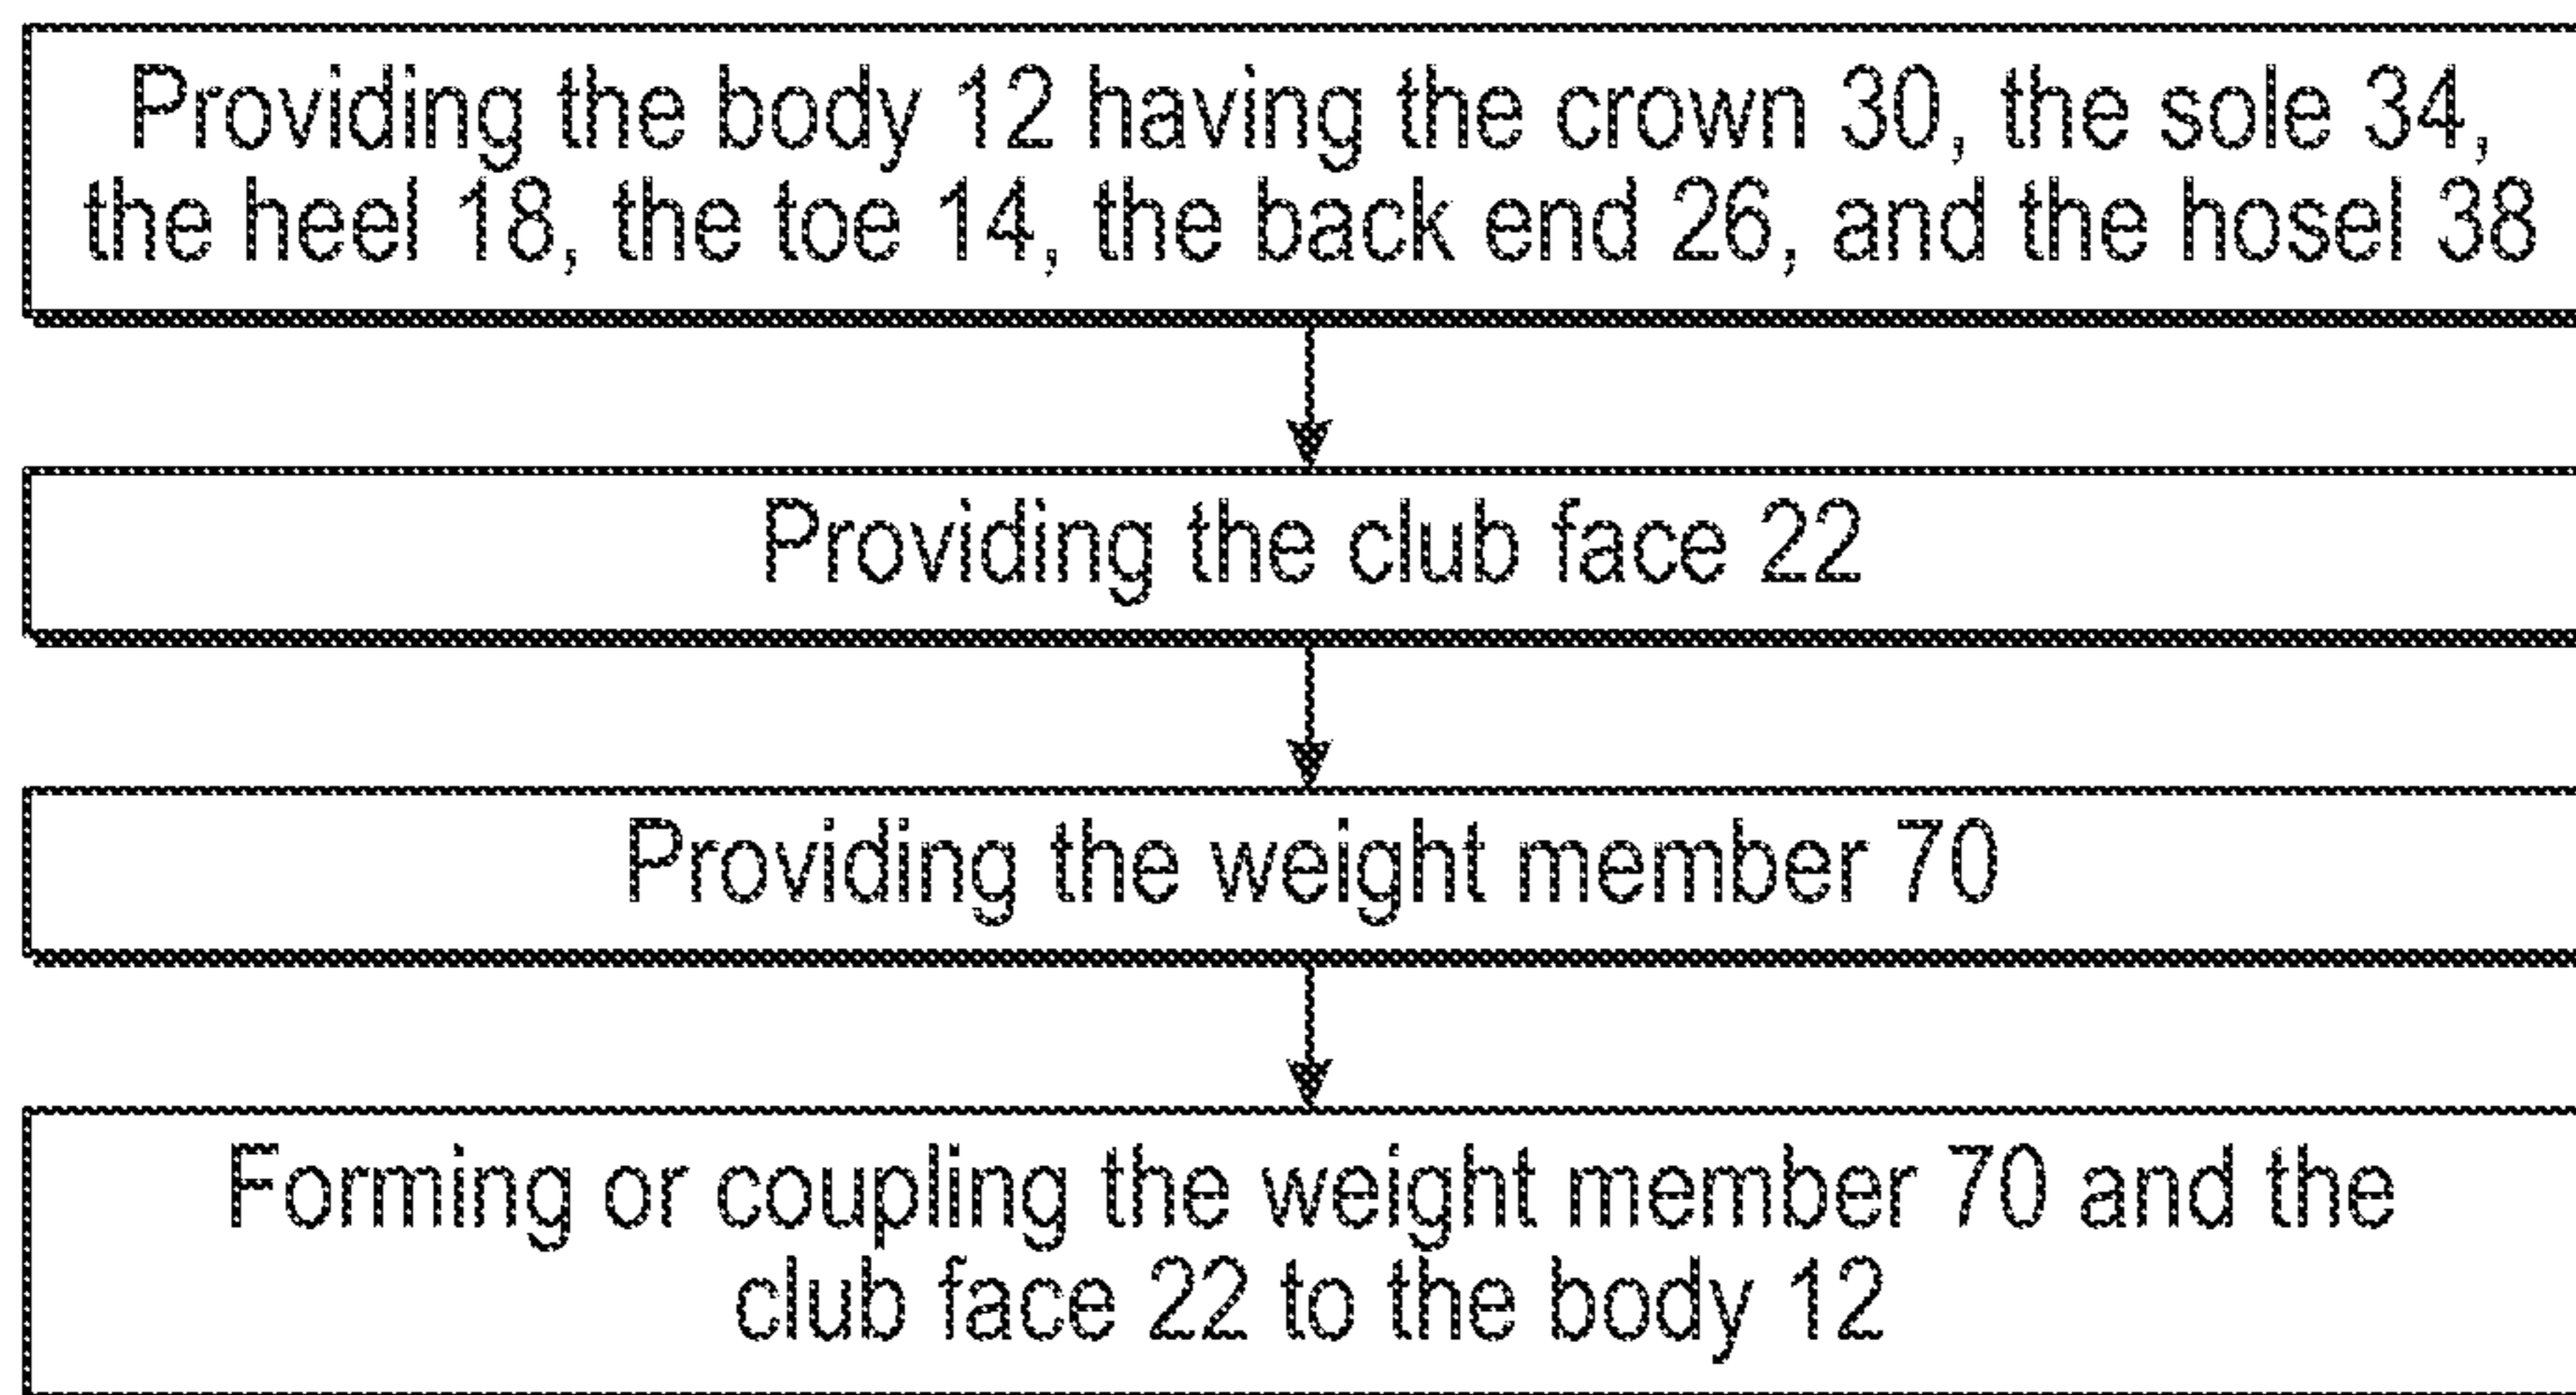 Providing the body 12 having the crown 30, the sole 34,
the heel 18, the toe 14, the back end 26, and the hosel 38
Providing the club face 22
Providing the weight member 70
Forming or coupling the weight member 70 and the
club face 22 to the body 12